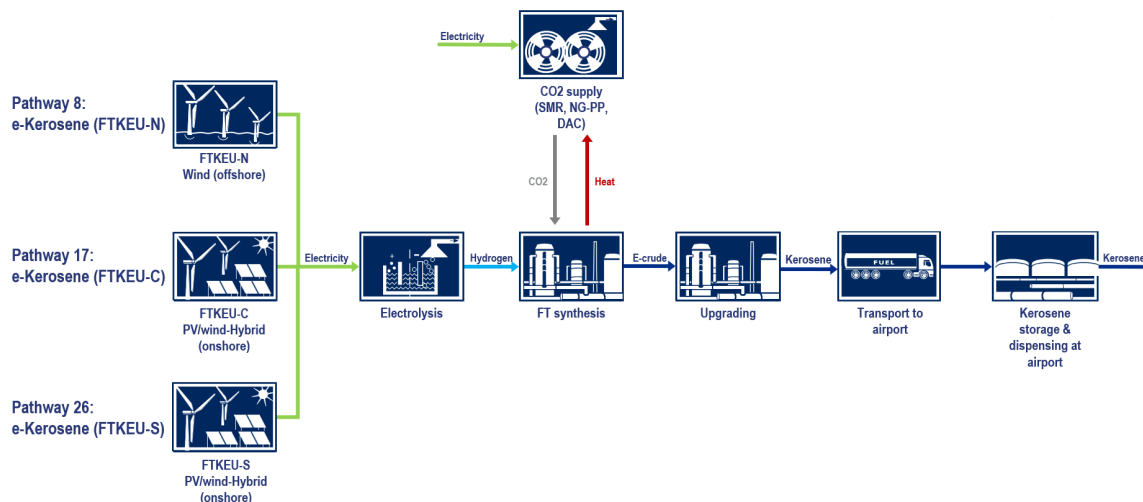 Electricity
CO2 supply
(SMR, NG-PP,
DAC)
Pathway 8:
e-Kerosene (FTKEU-N)
FTKEU-N
Wind (offshore)
CO2
Heat
Pathway 17:
e-Kerosene (FTKEU-C)
FTKEU-C
PV/wind-Hybrid
(onshore)
Electricity
Electrolysis
Hydrogen
FT synthesis
E-crude
Upgrading
Kerosene
FUEL
Transport to
airport
Kerosene
storage &
dispensing at
airport
Kerosene
Pathway 26:
e-Kerosene (FTKEU-S)
FTKEU-S
PV/wind-Hybrid
(onshore)